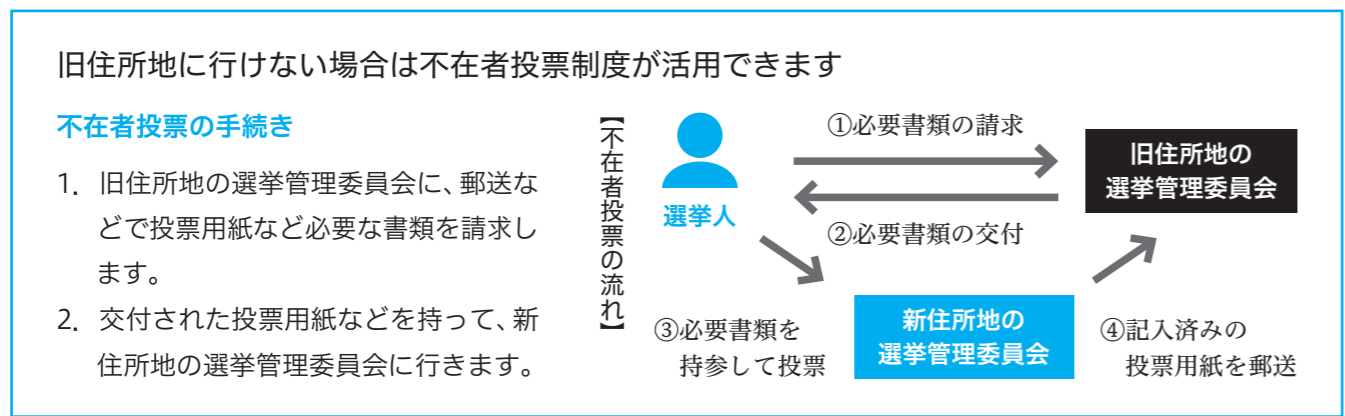 旧住所地に行けない場合は不在者投票制度が活用できます
不在者投票の手続き
1. 旧住所地の選挙管理委員会に、郵送な
どで投票用紙など必要な書類を請求し
ます。
2. 交付された投票用紙などを持って、新
住所地の選挙管理委員会に行きます。
【不在者投票の流れ】
選挙人
①必要書類の請求
②必要書類の交付
旧住所地の
選挙管理委員会
③必要書類を
持参して投票
新住所地の
選挙管理委員会
④記入済みの
投票用紙を郵送